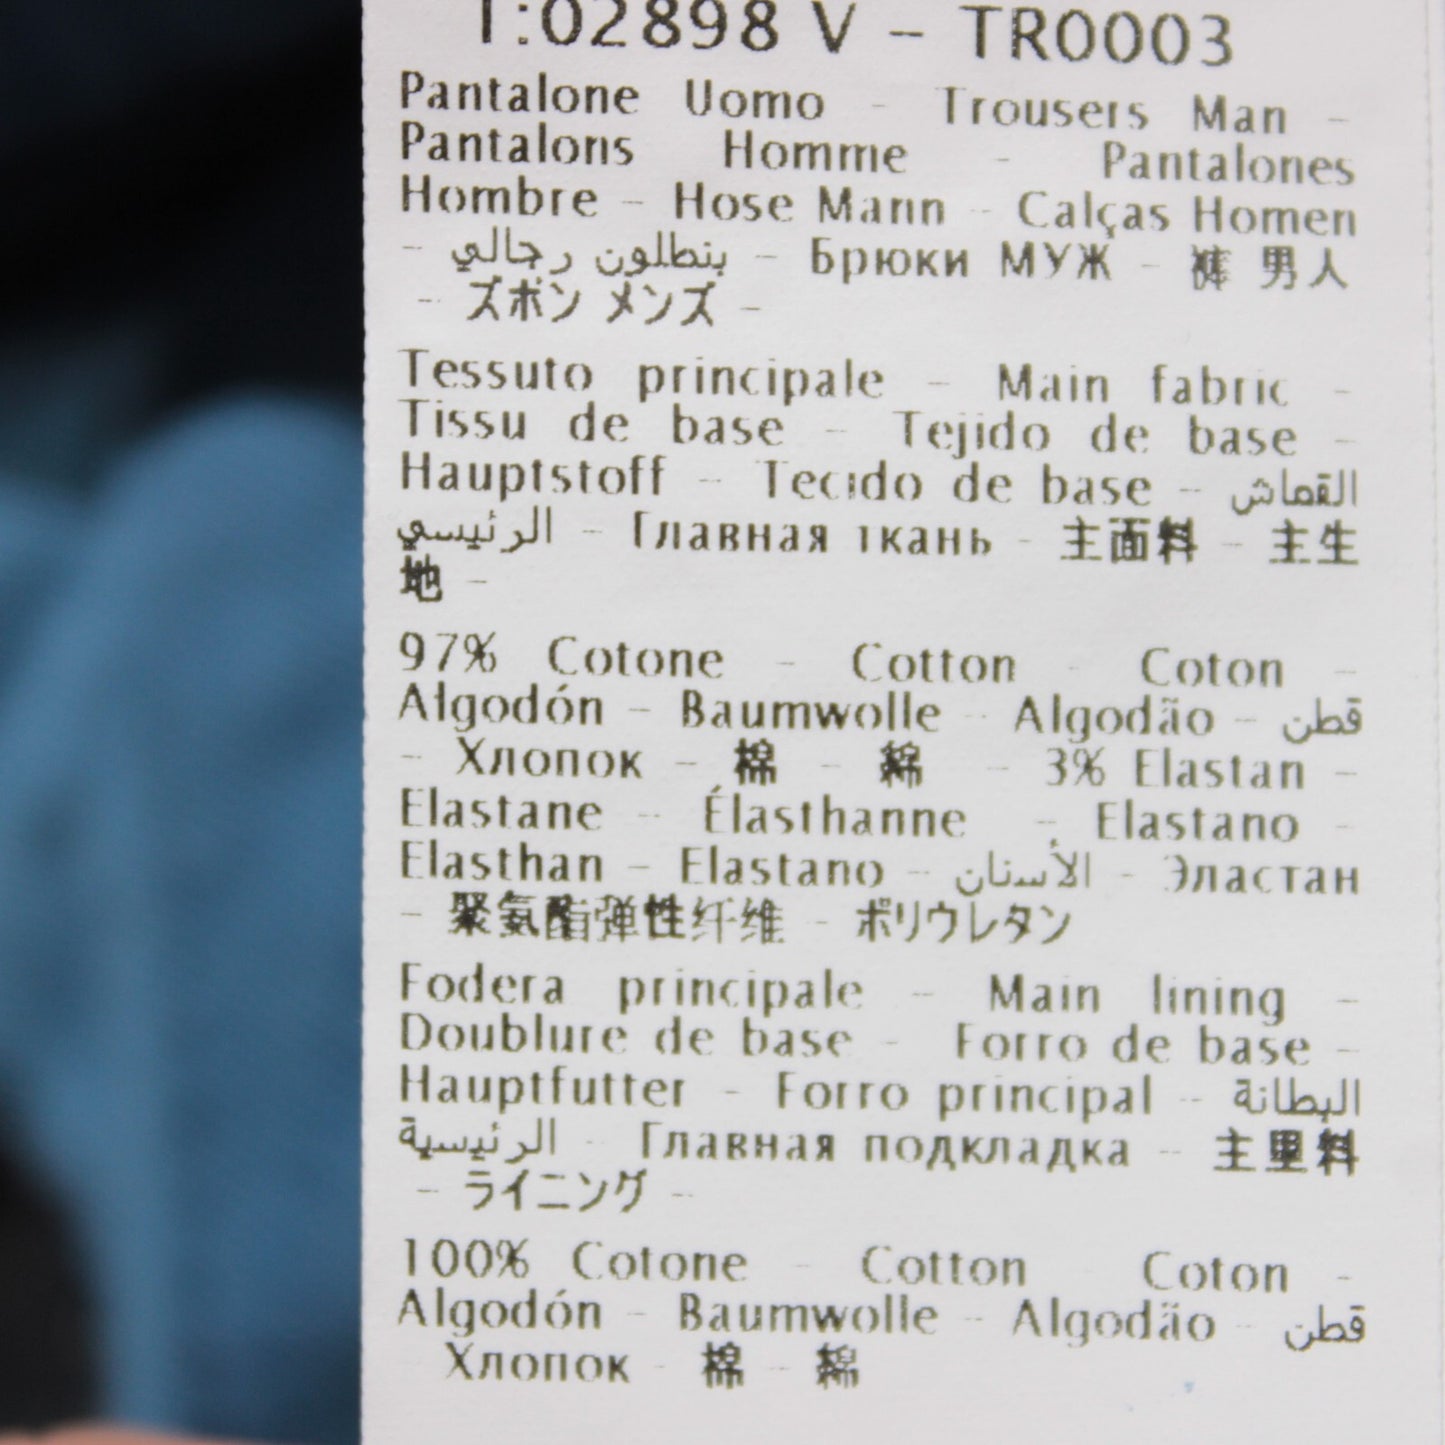 T:02898 V - TR0003
Pantalone Uomo - Trousers Man -
Pantalons Homme - Pantalones
Hombre - Hose Mann - Calças Homen
- بنطلون رجالي - Брюки МУЖ - 裤 男人
- ズボン メンズ -
Tessuto principale - Main fabric -
Tissu de base - Tejido de base -
Hauptstoff - Tecido de base - القماش
الرئيسي - Главная ткань - 主面料 - 主生
地 -
97% Cotone - Cotton - Coton -
Algodón - Baumwolle - Algodão - قطن
- Хлопок - 棉 - 綿 - 3% Elastan -
Elastane - Élasthanne - Elastano -
Elasthan - Elastano - الأسنان - Эластан
- 聚氨酯弹性纤维 - ポリウレタン
Fodera principale - Main lining -
Doublure de base - Forro de base -
Hauptfutter - Forro principal - البطانة
الرئيسية - Главная подкладка - 主里料
- ライニング -
100% Cotone - Cotton - Coton -
Algodón - Baumwolle - Algodão - قطن
Хлопок - 棉 - 綿